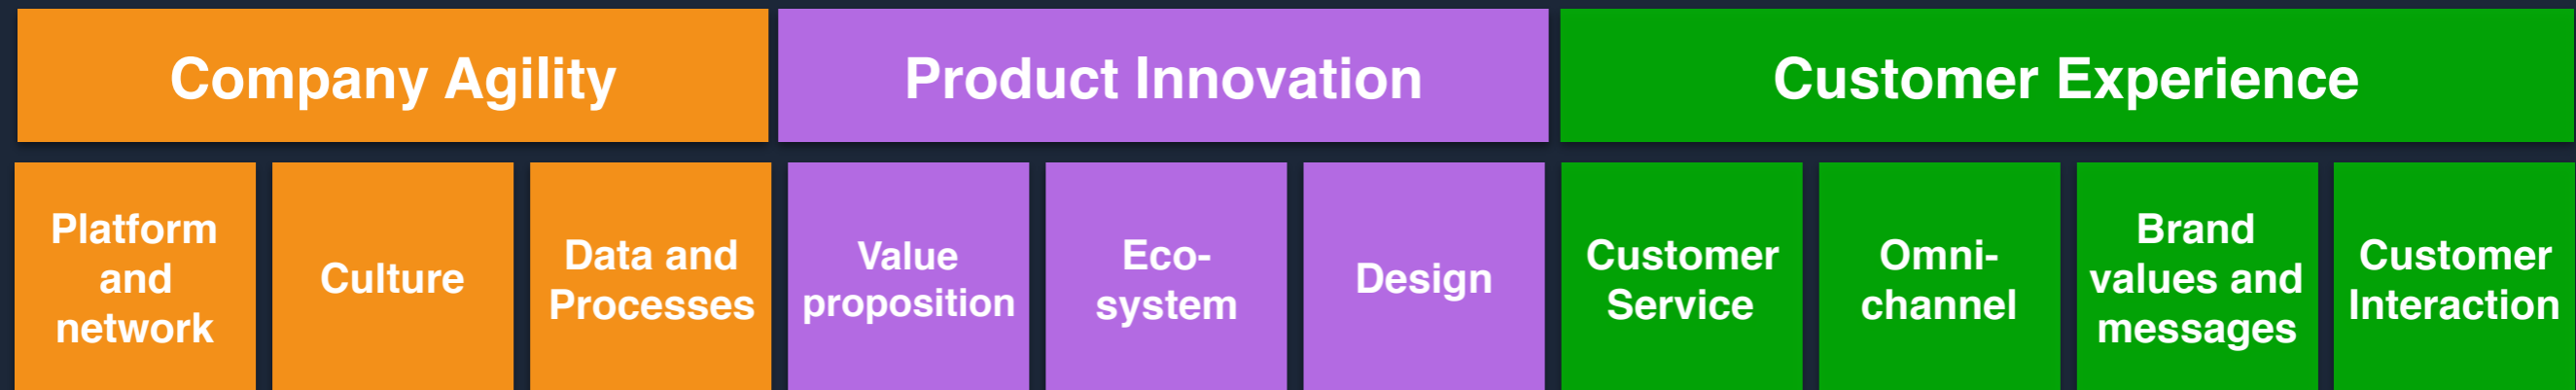 Company Agility
Product Innovation
Customer Experience
Platform
and
network
Culture
Data and
Processes
Value
proposition
Eco-
system
Design
Customer
Service
Omni-
channel
Brand
values and
messages
Customer
Interaction